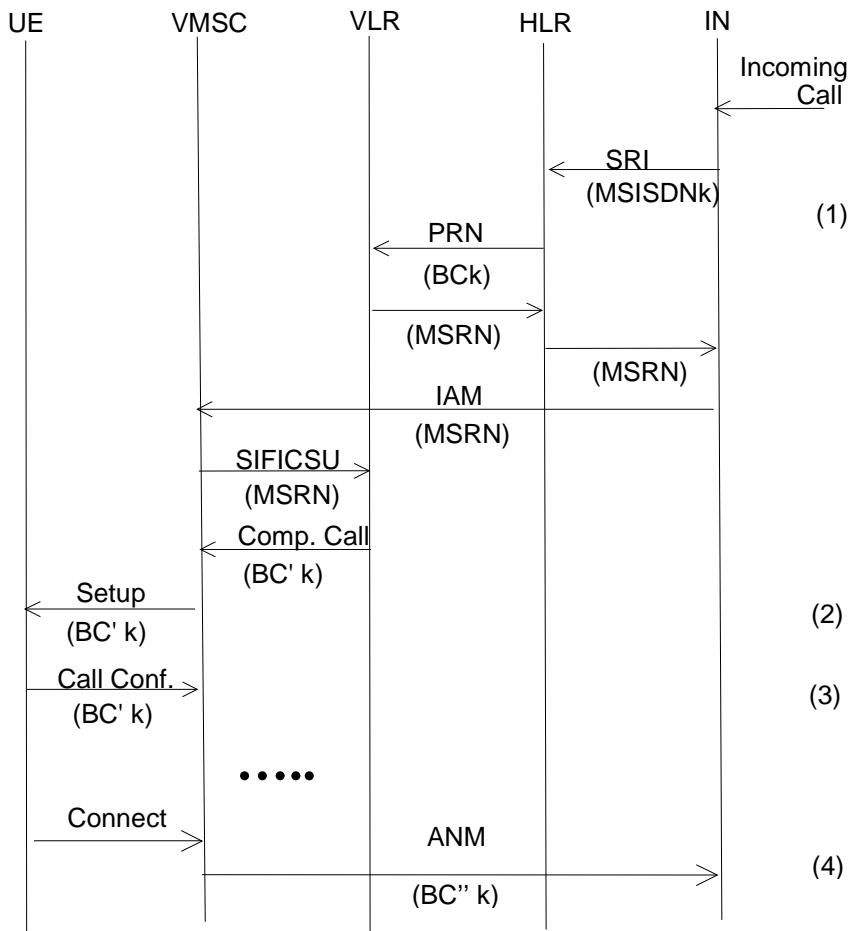 UE VMSC VLR HLR IN
Incoming
Call
SRI
(MSISDNk)
(1)
PRN
(BCk)
(MSRN)
(MSRN)
IAM
(MSRN)
SIFICSU
(MSRN)
Comp. Call
(BC' k)
Setup
(BC' k)
(2)
Call Conf.
(BC' k)
(3)
Connect
ANM
(BC’’ k)
(4)